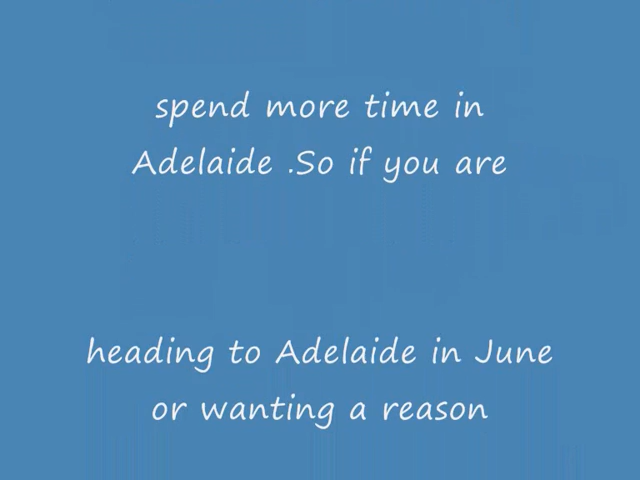 spend more time in
Adelaide .So if you are
heading to Adelaide in June
or wanting a reason